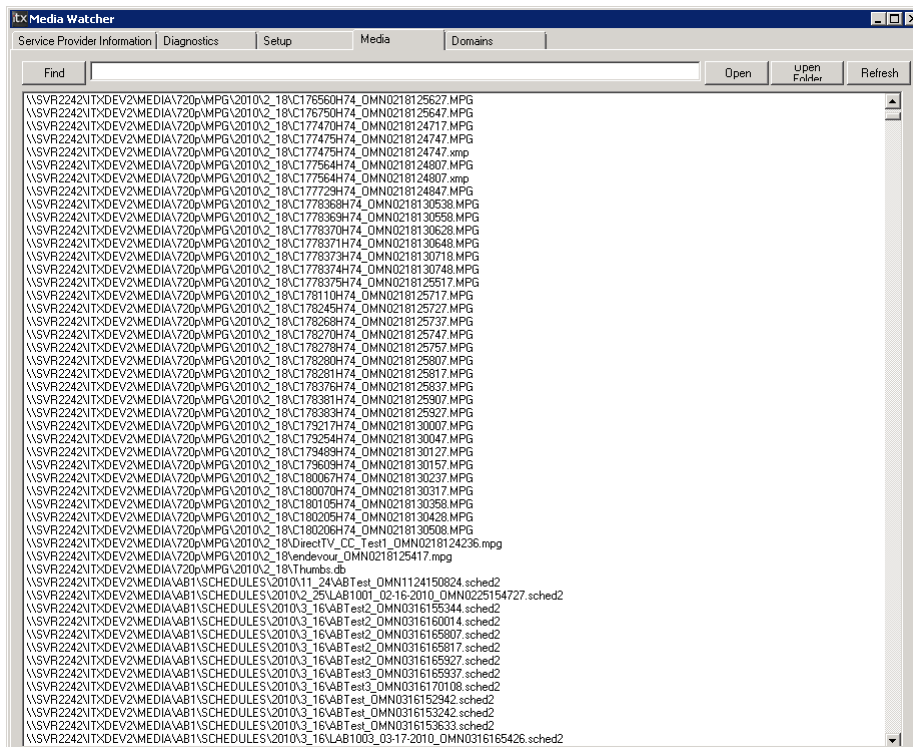 itx Media Watcher
Service Provider Information Diagnostics Setup Media Domains
Find Open Open Folder Refresh
\\SVR2242\ITXDEV2\MEDIA\720p\MPG\2010\2_18\C176560H74_OMN0218125627.MPG
\\SVR2242\ITXDEV2\MEDIA\720p\MPG\2010\2_18\C176750H74_OMN0218125647.MPG
\\SVR2242\ITXDEV2\MEDIA\720p\MPG\2010\2_18\C177470H74_OMN0218124717.MPG
\\SVR2242\ITXDEV2\MEDIA\720p\MPG\2010\2_18\C177475H74_OMN0218124747.MPG
\\SVR2242\ITXDEV2\MEDIA\720p\MPG\2010\2_18\C177475H74_OMN0218124747.xmp
\\SVR2242\ITXDEV2\MEDIA\720p\MPG\2010\2_18\C177564H74_OMN0218124807.MPG
\\SVR2242\ITXDEV2\MEDIA\720p\MPG\2010\2_18\C177564H74_OMN0218124807.xmp
\\SVR2242\ITXDEV2\MEDIA\720p\MPG\2010\2_18\C177729H74_OMN0218124847.MPG
\\SVR2242\ITXDEV2\MEDIA\720p\MPG\2010\2_18\C1778368H74_OMN0218130538.MPG
\\SVR2242\ITXDEV2\MEDIA\720p\MPG\2010\2_18\C1778369H74_OMN0218130558.MPG
\\SVR2242\ITXDEV2\MEDIA\720p\MPG\2010\2_18\C1778370H74_OMN0218130628.MPG
\\SVR2242\ITXDEV2\MEDIA\720p\MPG\2010\2_18\C1778371H74_OMN0218130648.MPG
\\SVR2242\ITXDEV2\MEDIA\720p\MPG\2010\2_18\C1778373H74_OMN0218130718.MPG
\\SVR2242\ITXDEV2\MEDIA\720p\MPG\2010\2_18\C1778374H74_OMN0218130748.MPG
\\SVR2242\ITXDEV2\MEDIA\720p\MPG\2010\2_18\C1778375H74_OMN0218125517.MPG
\\SVR2242\ITXDEV2\MEDIA\720p\MPG\2010\2_18\C178110H74_OMN0218125717.MPG
\\SVR2242\ITXDEV2\MEDIA\720p\MPG\2010\2_18\C178245H74_OMN0218125727.MPG
\\SVR2242\ITXDEV2\MEDIA\720p\MPG\2010\2_18\C178268H74_OMN0218125737.MPG
\\SVR2242\ITXDEV2\MEDIA\720p\MPG\2010\2_18\C178270H74_OMN0218125747.MPG
\\SVR2242\ITXDEV2\MEDIA\720p\MPG\2010\2_18\C178278H74_OMN0218125757.MPG
\\SVR2242\ITXDEV2\MEDIA\720p\MPG\2010\2_18\C178280H74_OMN0218125807.MPG
\\SVR2242\ITXDEV2\MEDIA\720p\MPG\2010\2_18\C178281H74_OMN0218125817.MPG
\\SVR2242\ITXDEV2\MEDIA\720p\MPG\2010\2_18\C178376H74_OMN0218125837.MPG
\\SVR2242\ITXDEV2\MEDIA\720p\MPG\2010\2_18\C178381H74_OMN0218125907.MPG
\\SVR2242\ITXDEV2\MEDIA\720p\MPG\2010\2_18\C178383H74_OMN0218125927.MPG
\\SVR2242\ITXDEV2\MEDIA\720p\MPG\2010\2_18\C179217H74_OMN0218130007.MPG
\\SVR2242\ITXDEV2\MEDIA\720p\MPG\2010\2_18\C179254H74_OMN0218130047.MPG
\\SVR2242\ITXDEV2\MEDIA\720p\MPG\2010\2_18\C179489H74_OMN0218130127.MPG
\\SVR2242\ITXDEV2\MEDIA\720p\MPG\2010\2_18\C179609H74_OMN0218130157.MPG
\\SVR2242\ITXDEV2\MEDIA\720p\MPG\2010\2_18\C180067H74_OMN0218130237.MPG
\\SVR2242\ITXDEV2\MEDIA\720p\MPG\2010\2_18\C180070H74_OMN0218130317.MPG
\\SVR2242\ITXDEV2\MEDIA\720p\MPG\2010\2_18\C180105H74_OMN0218130358.MPG
\\SVR2242\ITXDEV2\MEDIA\720p\MPG\2010\2_18\C180205H74_OMN0218130428.MPG
\\SVR2242\ITXDEV2\MEDIA\720p\MPG\2010\2_18\C180206H74_OMN0218130508.MPG
\\SVR2242\ITXDEV2\MEDIA\720p\MPG\2010\2_18\DirectTV_CC_Test1_OMN0218124236.mpg
\\SVR2242\ITXDEV2\MEDIA\720p\MPG\2010\2_18\endevour_OMN0218125417.mpg
\\SVR2242\ITXDEV2\MEDIA\720p\MPG\2010\2_18\Thumbs.db
\\SVR2242\ITXDEV2\MEDIA\AB1\SCHEDULES\2010\11_24\ABTest_OMN1124150824.sched2
\\SVR2242\ITXDEV2\MEDIA\AB1\SCHEDULES\2010\2_25\LAB1001_02-16-2010_OMN0225154727.sched2
\\SVR2242\ITXDEV2\MEDIA\AB1\SCHEDULES\2010\3_16\ABTest2_OMN0316155344.sched2
\\SVR2242\ITXDEV2\MEDIA\AB1\SCHEDULES\2010\3_16\ABTest2_OMN0316160014.sched2
\\SVR2242\ITXDEV2\MEDIA\AB1\SCHEDULES\2010\3_16\ABTest2_OMN0316165807.sched2
\\SVR2242\ITXDEV2\MEDIA\AB1\SCHEDULES\2010\3_16\ABTest2_OMN0316165817.sched2
\\SVR2242\ITXDEV2\MEDIA\AB1\SCHEDULES\2010\3_16\ABTest2_OMN0316165927.sched2
\\SVR2242\ITXDEV2\MEDIA\AB1\SCHEDULES\2010\3_16\ABTest3_OMN0316165937.sched2
\\SVR2242\ITXDEV2\MEDIA\AB1\SCHEDULES\2010\3_16\ABTest3_OMN0316170108.sched2
\\SVR2242\ITXDEV2\MEDIA\AB1\SCHEDULES\2010\3_16\ABTest_OMN0316152942.sched2
\\SVR2242\ITXDEV2\MEDIA\AB1\SCHEDULES\2010\3_16\ABTest_OMN0316153242.sched2
\\SVR2242\ITXDEV2\MEDIA\AB1\SCHEDULES\2010\3_16\ABTest_OMN0316153633.sched2
\\SVR2242\ITXDEV2\MEDIA\AB1\SCHEDULES\2010\3_16\LAB1003_03-17-2010_OMN0316165426.sched2